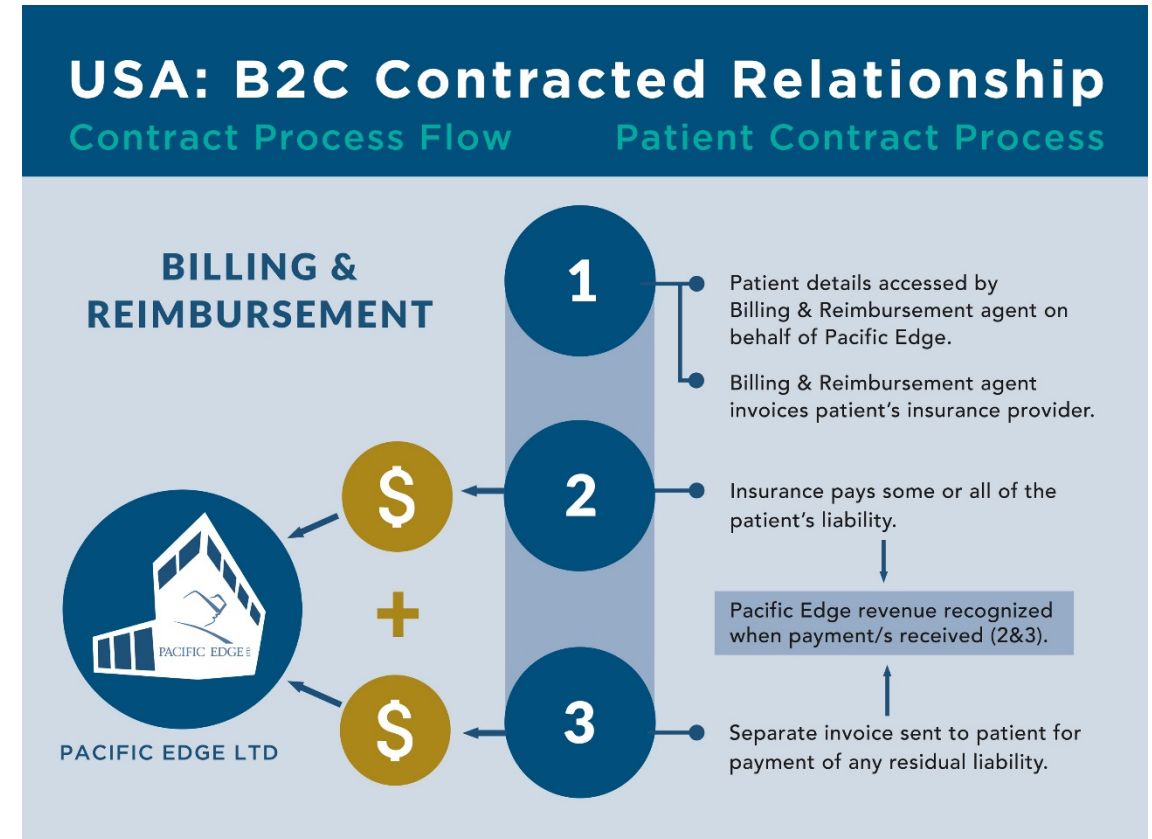 USA: B2C Contracted Relationship
Contract Process Flow
Patient Contract Process
BILLING &
REIMBURSEMENT
1
Patient details accessed by
Billing & Reimbursement agent on
behalf of Pacific Edge.
Billing & Reimbursement agent
invoices patient’s insurance provider.
$
2
Insurance pays some or all of the
patient’s liability.
+
Pacific Edge revenue recognized
when payment/s received (2&3).
PACIFIC EDGE
$
3
Separate invoice sent to patient for
payment of any residual liability.
PACIFIC EDGE LTD